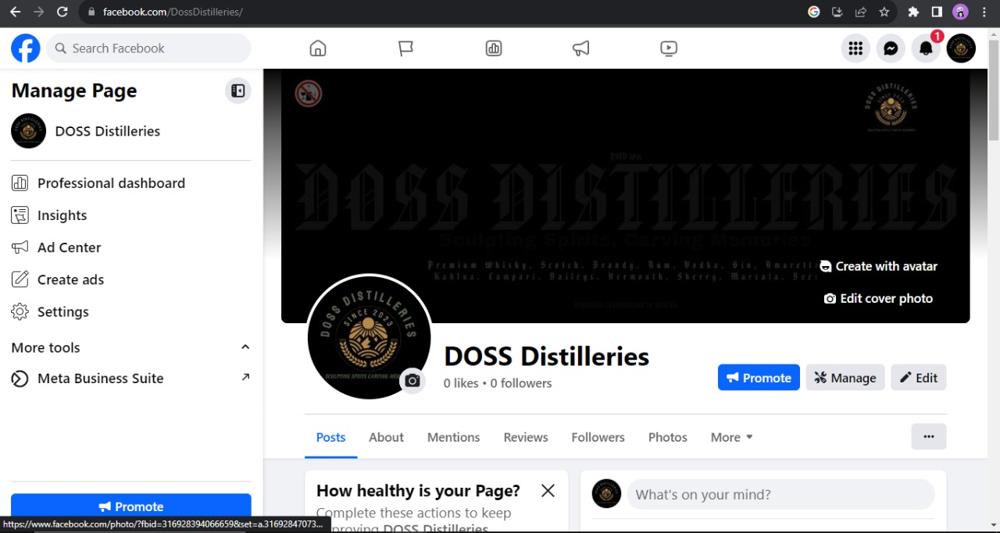 facebook.com/DossDistilleries/
Search Facebook
1
Manage Page
DOSS Distilleries
Professional dashboard
Insights
Ad Center
Create ads
Settings
More tools
Meta Business Suite
Promote
https://www.facebook.com/photo/?fbid=316928394066659&set=a.31692847073...
DOSS DISTILLERIES
SINCE 2023
DOSS DISTILLERIES
Sculpting Spirits, Carving Memories
Premium Whisky, Scotch, Brandy, Rum, Vodka, Gin, Amarett
Kahlua, Campari, Baileys, Vermouth, Sherry, Marsala, Beer
Create with avatar
Edit cover photo
DOSS DISTILLERIES
SINCE 2023
SCULPTING SPIRITS CARVING MEM
DOSS Distilleries
0 likes • 0 followers
Promote
Manage
Edit
Posts
About
Mentions
Reviews
Followers
Photos
More
How healthy is your Page?
Complete these actions to keep
improving DOSS Distilleries
What's on your mind?